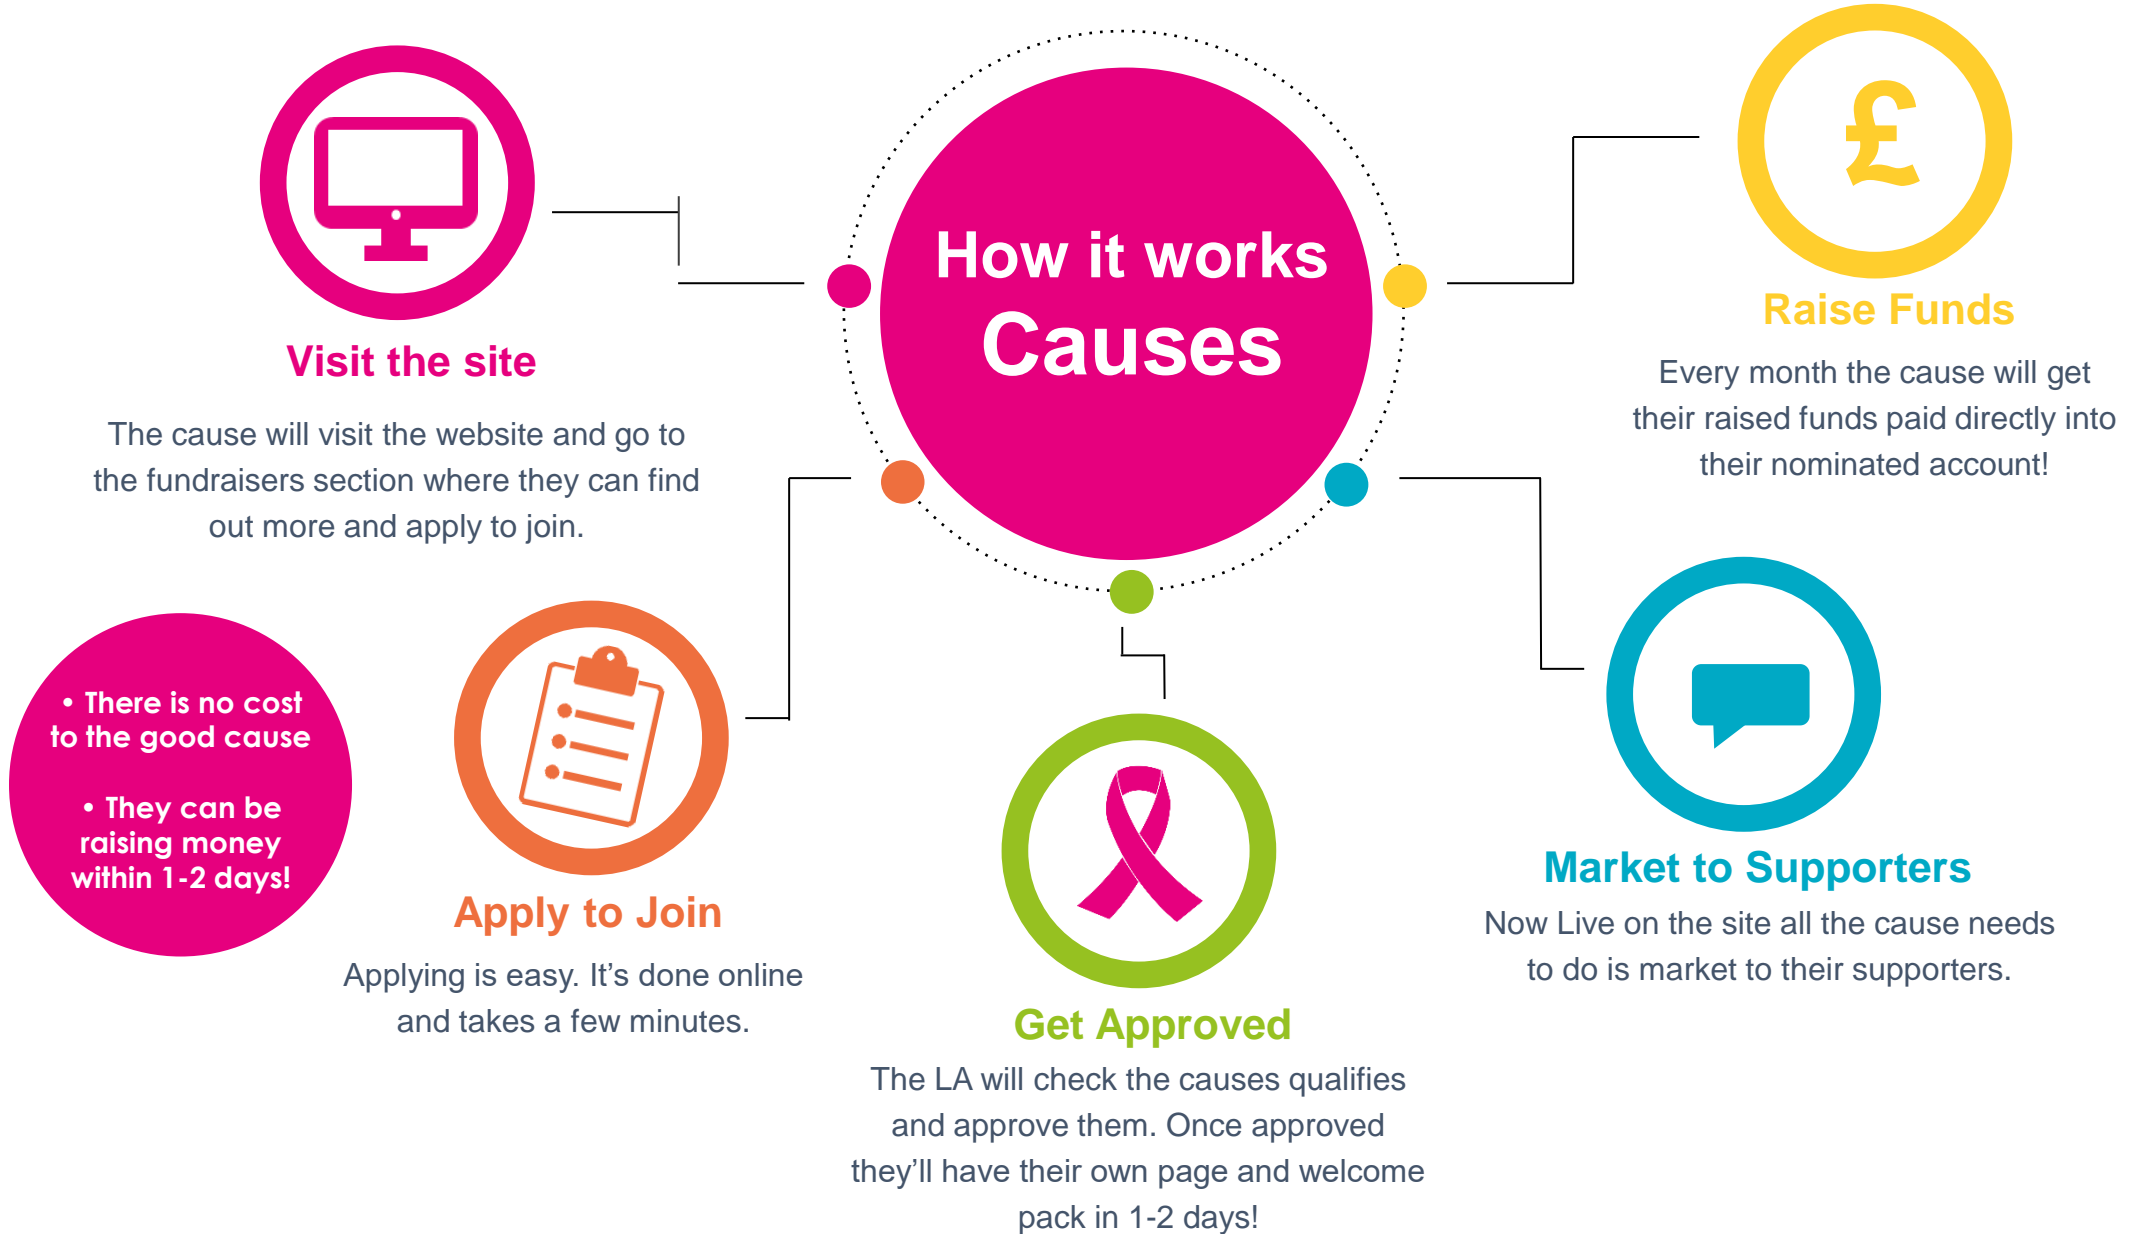 How it works
Causes
Visit the site
The cause will visit the website and go to
the fundraisers section where they can find
out more and apply to join.
• There is no cost
to the good cause
• They can be
raising money
within 1-2 days!
Apply to Join
Applying is easy. It’s done online
and takes a few minutes.
Get Approved
The LA will check the causes qualifies
and approve them. Once approved
they’ll have their own page and welcome
pack in 1-2 days!
Market to Supporters
Now Live on the site all the cause needs
to do is market to their supporters.
£
Raise Funds
Every month the cause will get
their raised funds paid directly into
their nominated account!